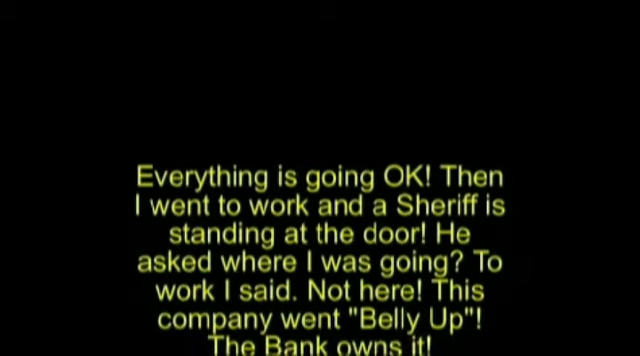 Everything is going OK! Then
I went to work and a Sheriff is
standing at the door! He
asked where I was going? To
work I said. Not here! This
company went "Belly Up"!
The Bank owns it!